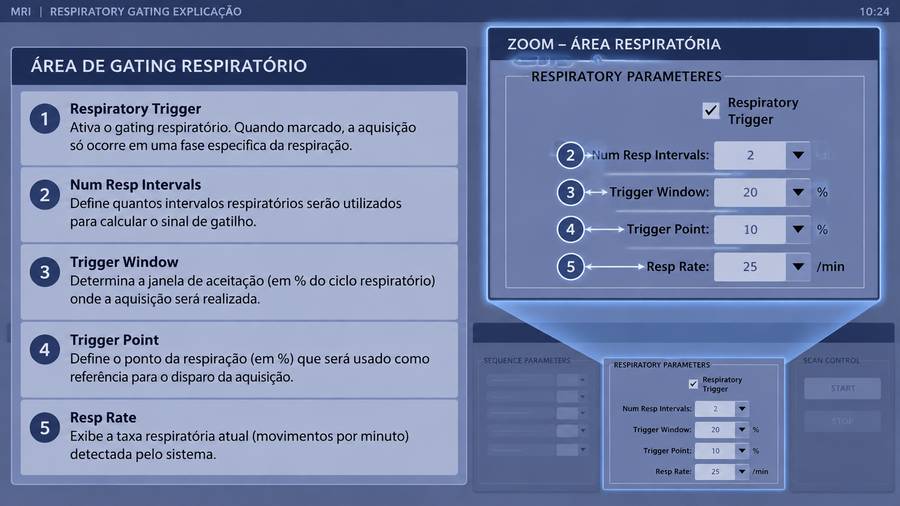 MRI | RESPIRATORY GATING EXPLICAÇÃO
10:24
ÁREA DE GATING RESPIRATÓRIO
1
Respiratory Trigger
Ativa o gating respiratório. Quando marcado, a aquisição
só ocorre em uma fase especifica da respiração.
2
Num Resp Intervals
Define quantos intervalos respiratórios serão utilizados
para calcular o sinal de gatilho.
3
Trigger Window
Determina a janela de aceitação (em % do ciclo respiratório)
onde a aquisição será realizada.
4
Trigger Point
Define o ponto da respiração (em %) que será usado como
referência para o disparo da aquisição.
5
Resp Rate
Exibe a taxa respiratória atual (movimentos por minuto)
detectada pelo sistema.
ZOOM – ÁREA RESPIRATÓRIA
RESPIRATORY PARAMETERES
Respiratory
Trigger
2 Num Resp Intervals: 2
3 Trigger Window: 20 %
4 Trigger Point: 10 %
5 Resp Rate: 25 /min
SEQUENCE PARAMETERS
RESPIRATORY PARAMETERS
Respiratory
Trigger
Num Resp Intervals: 2
Trigger Window: 20 %
Trigger Point: 10 %
Resp Rate: 25 /min
SCAN CONTROL
START
STOP